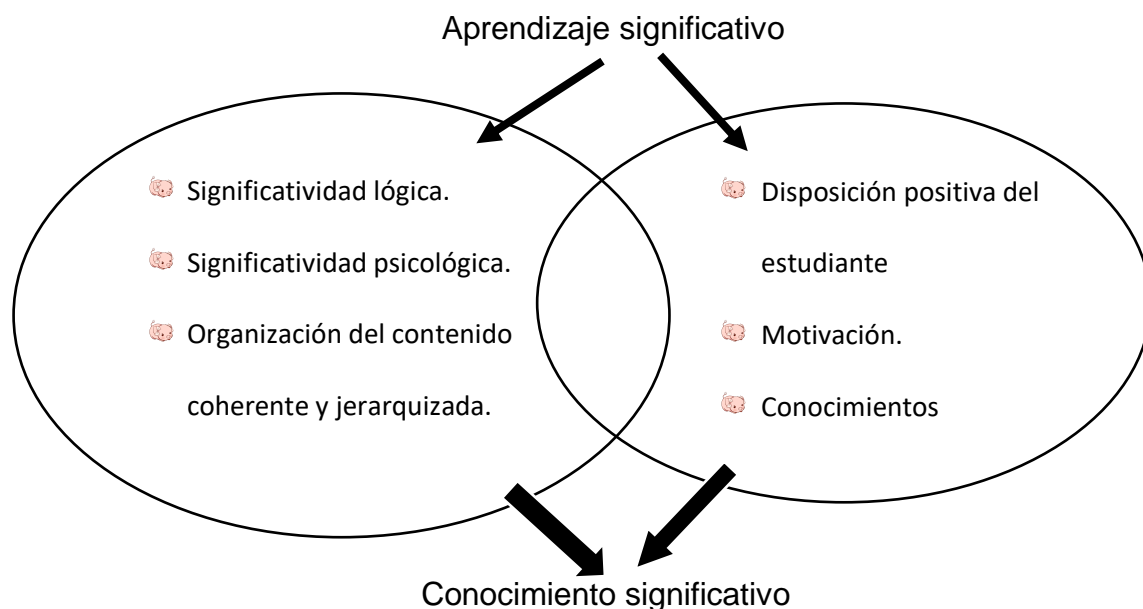 Aprendizaje significativo
Significatividad lógica.
Significatividad psicológica.
Organización del contenido
coherente y jerarquizada.
Disposición positiva del
estudiante
Motivación.
Conocimientos
Conocimiento significativo